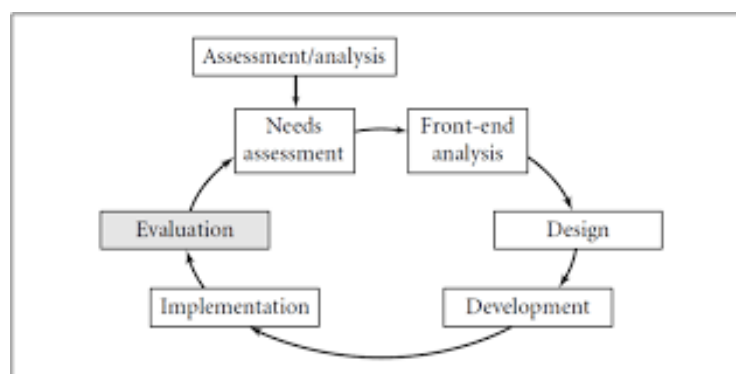 Assessment/analysis
Needs
assessment
Front-end
analysis
Evaluation
Design
Implementation
Development